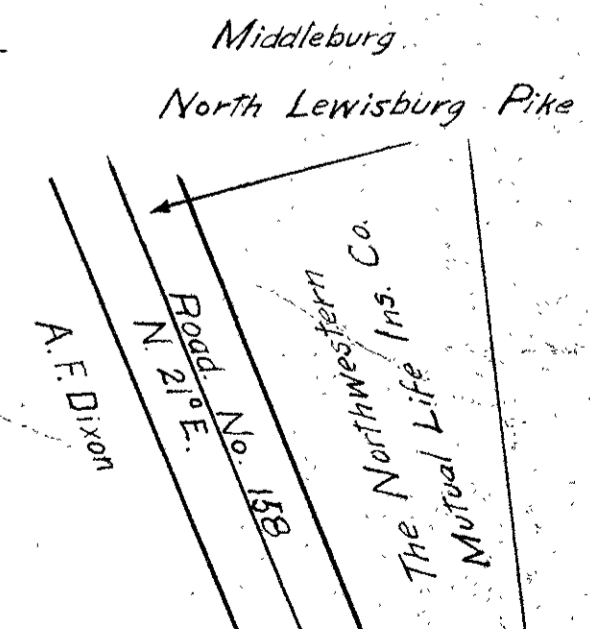 Middleburg
North Lewisburg Pike
Road. No. 158
N. 21° E.
A.F. Dixon
The Northwestern
Mutual Life Ins. Co.